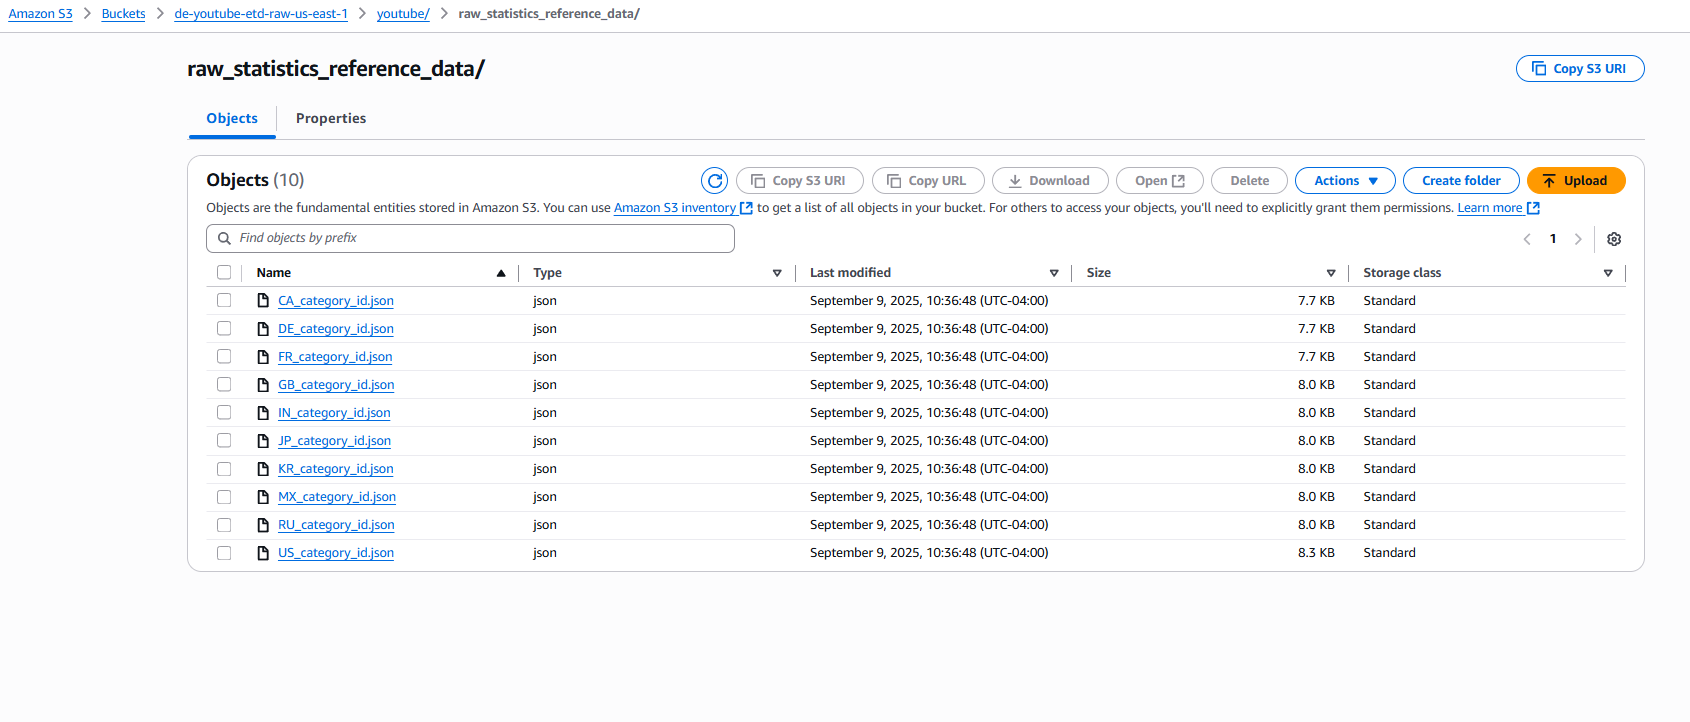 Amazon S3 > Buckets > de-youtube-etd-raw-us-east-1 > youtube/ > raw_statistics_reference_data/
raw_statistics_reference_data/
Copy S3 URI
Objects
Properties
Objects (10)
Copy S3 URI
Copy URL
Download
Open
Delete
Actions
Create folder
Upload
Objects are the fundamental entities stored in Amazon S3. You can use Amazon S3 inventory to get a list of all objects in your bucket. For others to access your objects, you'll need to explicitly grant them permissions. Learn more
Find objects by prefix
1
Name Type Last modified Size Storage class
CA_category_id.json json September 9, 2025, 10:36:48 (UTC-04:00) 7.7 KB Standard
DE_category_id.json json September 9, 2025, 10:36:48 (UTC-04:00) 7.7 KB Standard
FR_category_id.json json September 9, 2025, 10:36:48 (UTC-04:00) 7.7 KB Standard
GB_category_id.json json September 9, 2025, 10:36:48 (UTC-04:00) 8.0 KB Standard
IN_category_id.json json September 9, 2025, 10:36:48 (UTC-04:00) 8.0 KB Standard
JP_category_id.json json September 9, 2025, 10:36:48 (UTC-04:00) 8.0 KB Standard
KR_category_id.json json September 9, 2025, 10:36:48 (UTC-04:00) 8.0 KB Standard
MX_category_id.json json September 9, 2025, 10:36:48 (UTC-04:00) 8.0 KB Standard
RU_category_id.json json September 9, 2025, 10:36:48 (UTC-04:00) 8.0 KB Standard
US_category_id.json json September 9, 2025, 10:36:48 (UTC-04:00) 8.3 KB Standard